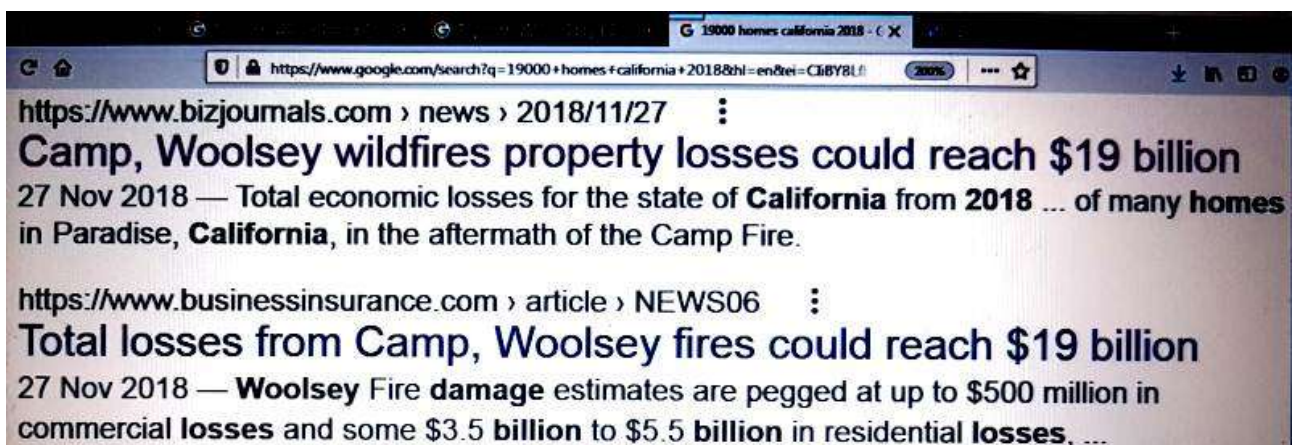 G 19000 homes california 2018 - G X
https://www.google.com/search?q=19000+homes+california+2018&hl=en&ei= 200%
https://www.bizjournals.com › news › 2018/11/27
Camp, Woolsey wildfires property losses could reach $19 billion
27 Nov 2018 — Total economic losses for the state of California from 2018 ... of many homes
in Paradise, California, in the aftermath of the Camp Fire.
https://www.businessinsurance.com › article › NEWS06
Total losses from Camp, Woolsey fires could reach $19 billion
27 Nov 2018 — Woolsey Fire damage estimates are pegged at up to $500 million in
commercial losses and some $3.5 billion to $5.5 billion in residential losses, ...